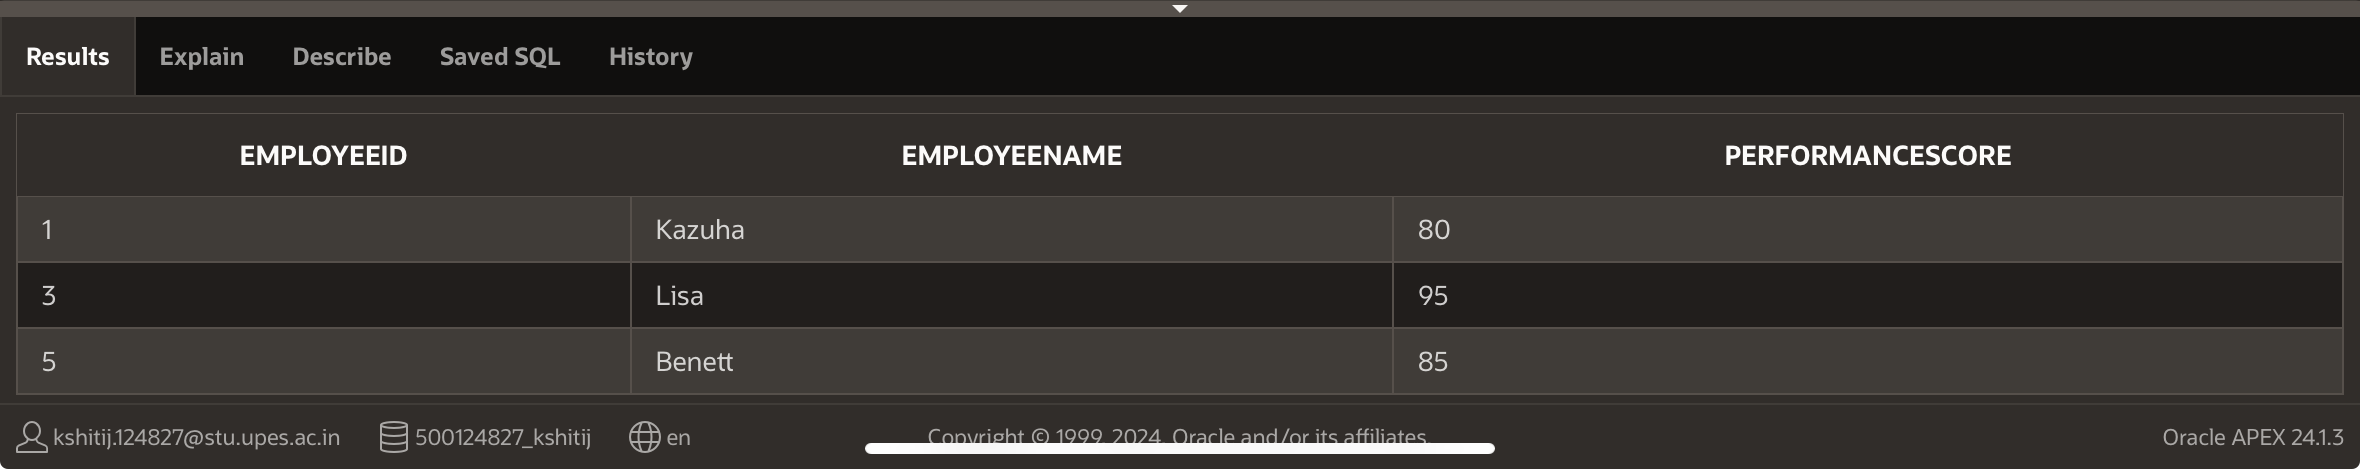 Results Explain Describe Saved SQL History
EMPLOYEEID EMPLOYEENAME PERFORMANCESCORE
1 Kazuha 80
3 Lisa 95
5 Benett 85
kshitij.124827@stu.upes.ac.in 500124827_kshitij en Copyright © 1999, 2024, Oracle and/or its affiliates. Oracle APEX 24.1.3